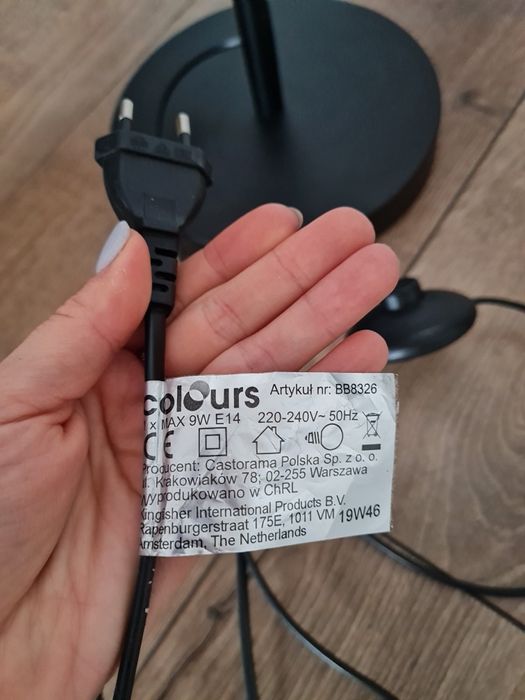 colours Artykuł nr: BB8326
x MAX 9W E14 220-240V~ 50Hz
CE
Producent: Castorama Polska Sp. z o. o.
ul. Krakowiaków 78; 02-255 Warszawa
Wyprodukowano w ChRL
Kingfisher International Products B.V.
Rapenburgerstraat 175E, 1011 VM 19W46
Amsterdam, The Netherlands